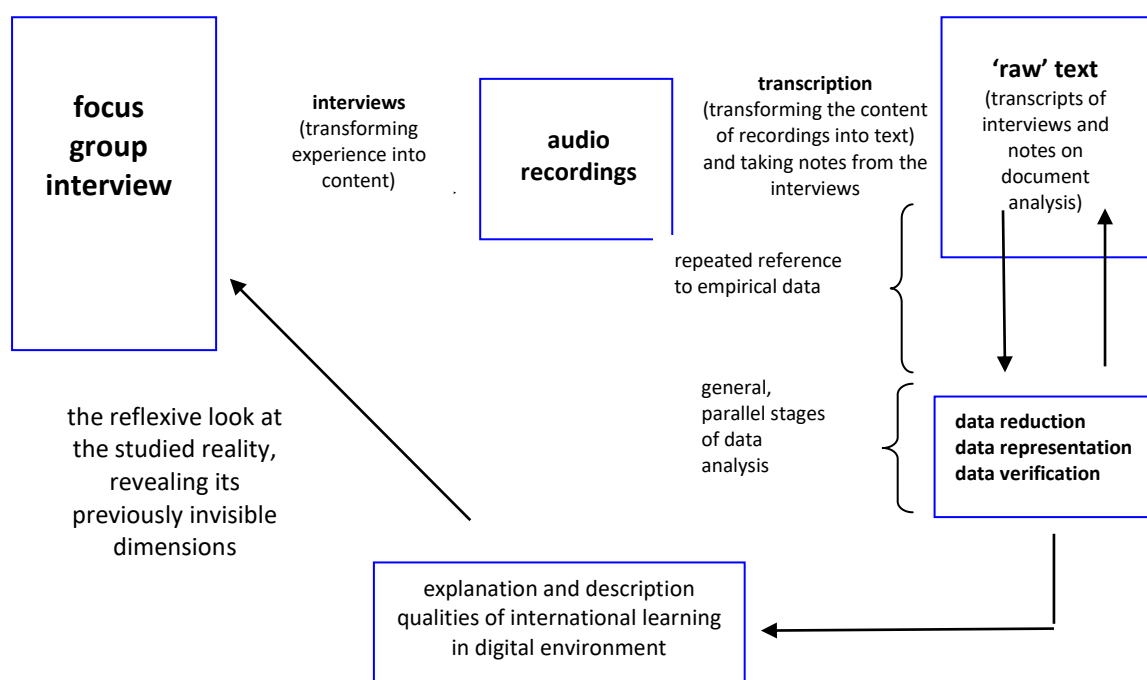 focus
group
interview
interviews
(transforming
experience into
content)
audio
recordings
transcription
(transforming the content
of recordings into text)
and taking notes from the
interviews
‘raw’ text
(transcripts of
interviews and
notes on
document
analysis)
repeated reference
to empirical data
general,
parallel stages
of data
analysis
data reduction
data representation
data verification
the reflexive look at
the studied reality,
revealing its
previously invisible
dimensions
explanation and description
qualities of international learning
in digital environment